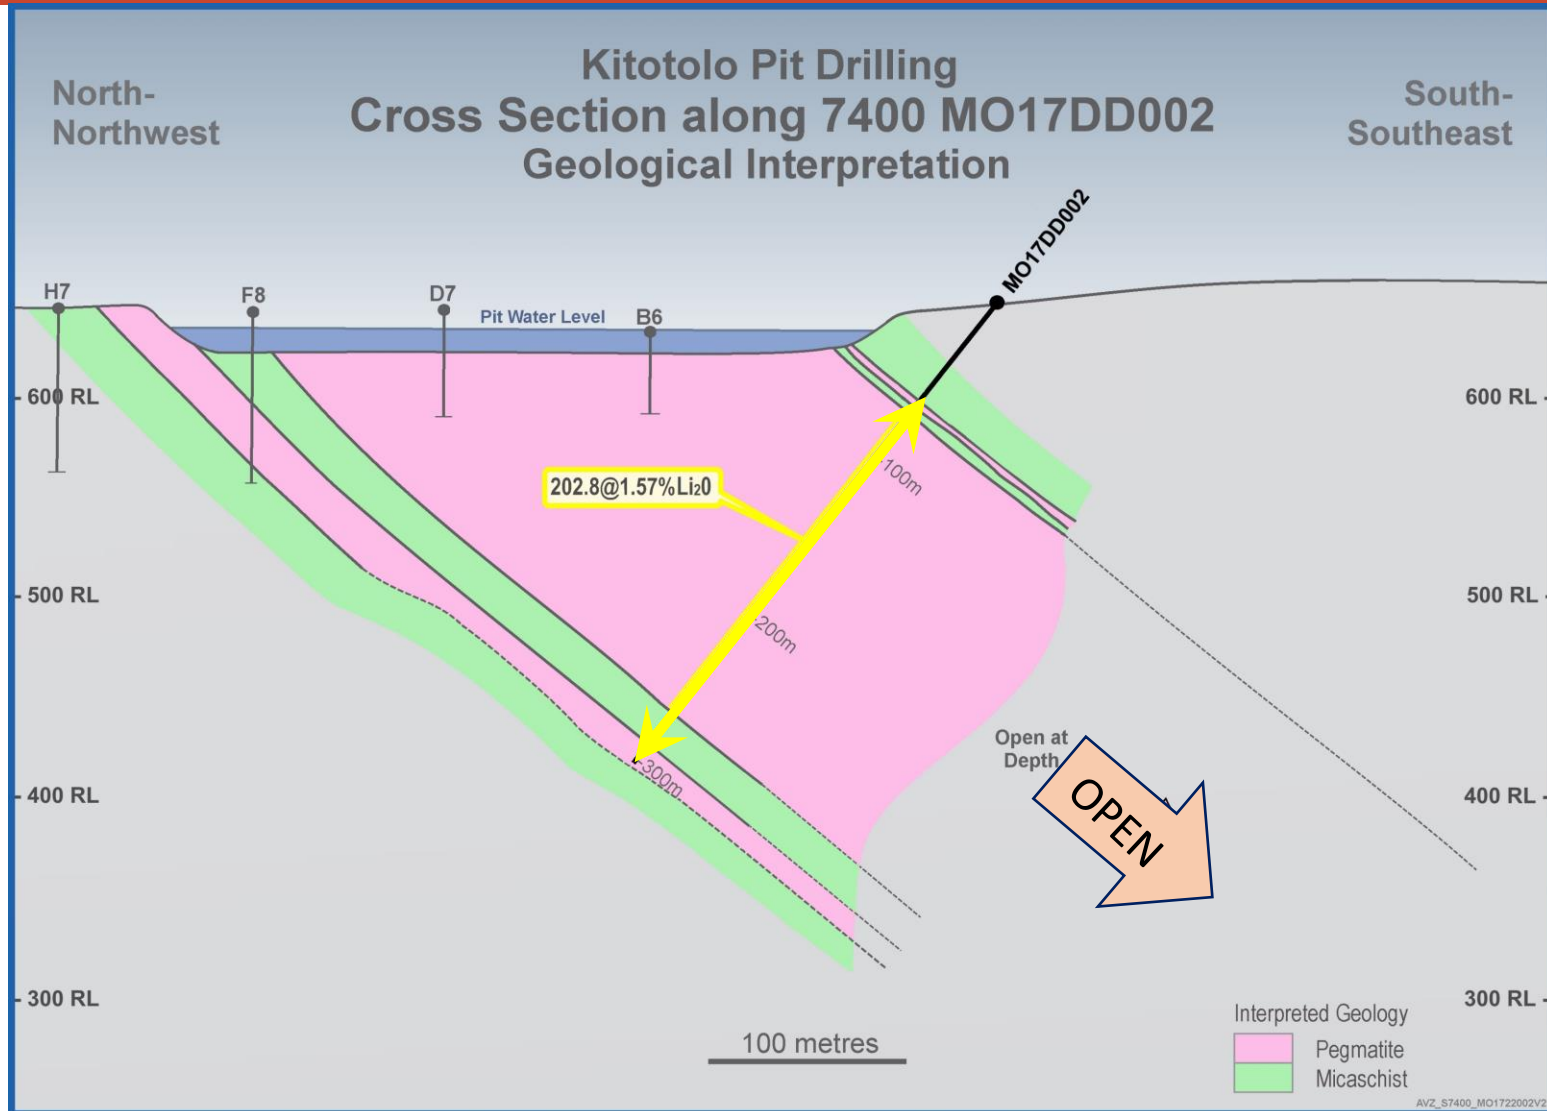 Kitotolo Pit Drilling
Cross Section along 7400 MO17DD002
Geological Interpretation
North-
Northwest
South-
Southeast
MO17DD002
H7
F8
D7
B6
Pit Water Level
- 600 RL
600 RL -
202.8@1.57%Li₂0
100m
- 500 RL
500 RL -
200m
Open at
Depth
OPEN
300m
- 400 RL
400 RL -
- 300 RL
300 RL -
100 metres
Interpreted Geology
Pegmatite
Micaschist
AVZ_S7400_MO1722002V2